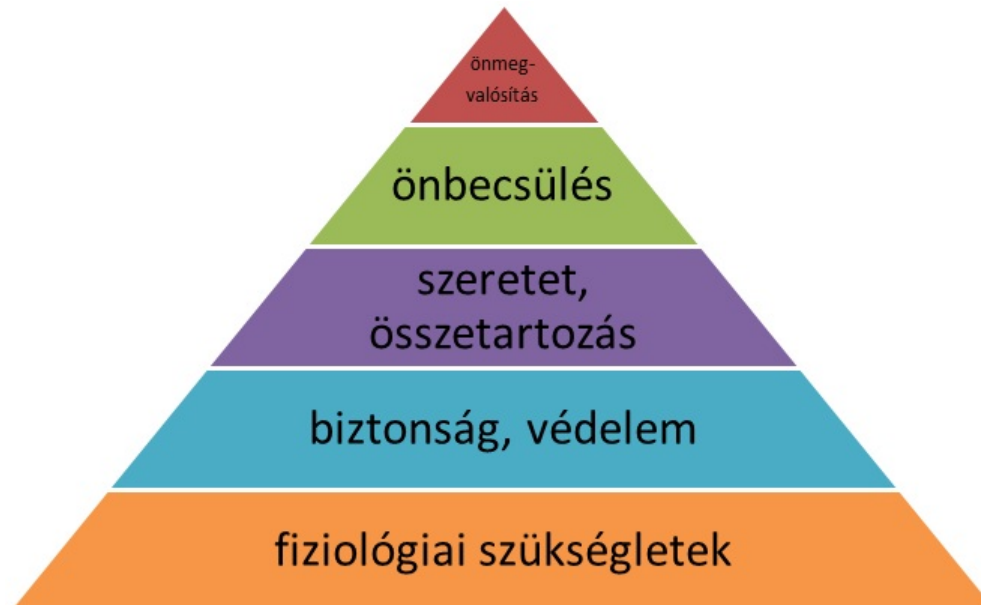 önmeg-
valósítás
önbecsülés
szeretet,
összetartozás
biztonság, védelem
fiziológiai szükségletek